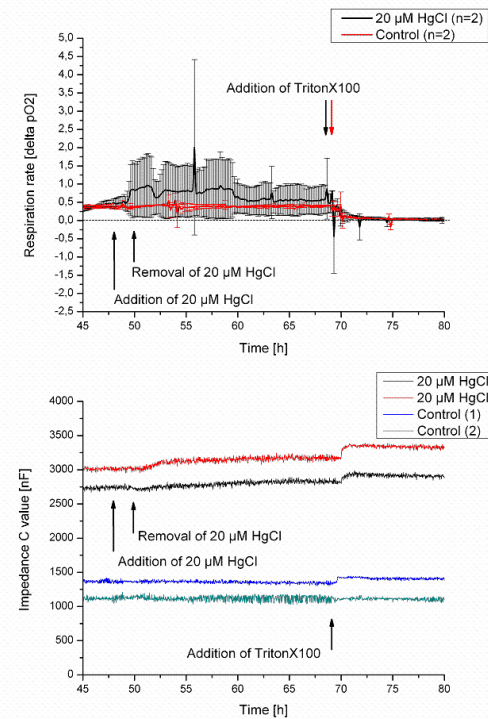 20 µM HgCl (n=2)
Control (n=2)
5,0
4,5
4,0
3,5
3,0
2,5
2,0
1,5
1,0
0,5
0,0
-0,5
-1,0
-1,5
-2,0
-2,5
Respiration rate [delta pO2]
Addition of TritonX100
Removal of 20 µM HgCl
Addition of 20 µM HgCl
45 50 55 60 65 70 75 80
Time [h]
20 µM HgCl
20 µM HgCl
Control (1)
Control (2)
4000
3500
3000
2750
2500
2000
1500
1000
500
0
Impedance C value [nF]
Removal of 20 µM HgCl
Addition of 20 µM HgCl
Addition of TritonX100
45 50 55 60 65 70 75 80
Time [h]